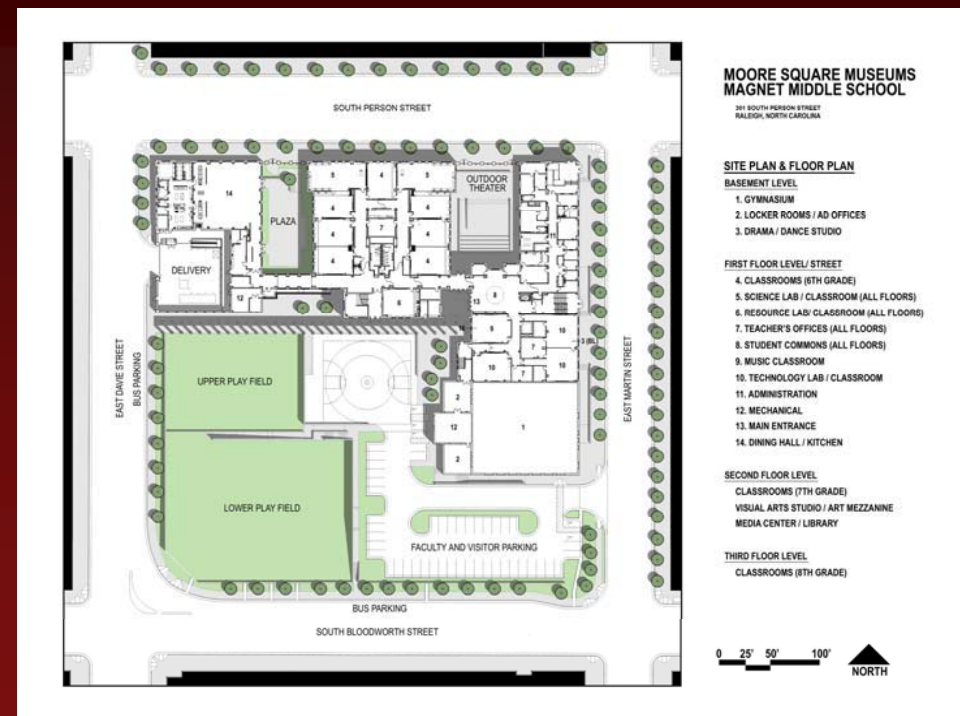 MOORE SQUARE MUSEUMS
MAGNET MIDDLE SCHOOL
301 SOUTH PERSON STREET
RALEIGH, NORTH CAROLINA
SITE PLAN & FLOOR PLAN
BASEMENT LEVEL
1. GYMNASIUM
2. LOCKER ROOMS / AD OFFICES
3. DRAMA / DANCE STUDIO
FIRST FLOOR LEVEL/ STREET
4. CLASSROOMS (6TH GRADE)
5. SCIENCE LAB / CLASSROOM (ALL FLOORS)
6. RESOURCE LAB/ CLASSROOM (ALL FLOORS)
7. TEACHER'S OFFICES (ALL FLOORS)
8. STUDENT COMMONS (ALL FLOORS)
9. MUSIC CLASSROOM
10. TECHNOLOGY LAB / CLASSROOM
11. ADMINISTRATION
12. MECHANICAL
13. MAIN ENTRANCE
14. DINING HALL / KITCHEN
SECOND FLOOR LEVEL
CLASSROOMS (7TH GRADE)
VISUAL ARTS STUDIO / ART MEZZANINE
MEDIA CENTER / LIBRARY
THIRD FLOOR LEVEL
CLASSROOMS (8TH GRADE)
0 25' 50' 100'
NORTH
SOUTH PERSON STREET
5 4 5
OUTDOOR
THEATER
14
PLAZA
4 4
7
4 4
11
4 4
DELIVERY
12
6
13
8
9
10
7
10
7
10
3 (BL
2
12
2
1
EAST DAVIE STREET
BUS PARKING
UPPER PLAY FIELD
EAST MARTIN STREET
LOWER PLAY FIELD
FACULTY AND VISITOR PARKING
BUS PARKING
SOUTH BLOODWORTH STREET